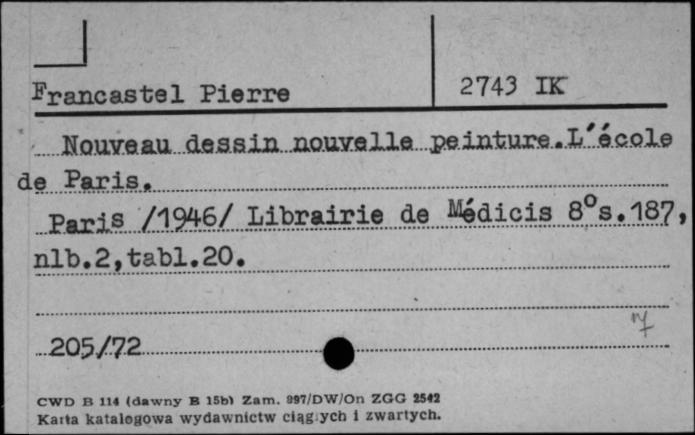 Francastel Pierre 2743 IK
Nouveau dessin nouvelle peinture.L'école
de Paris.
Paris /1946/ Librairie de Médicis 8°s.187,
nlb.2,tabl.20.
205/72
CWD B 114 (dawny B 15b) Zam. 997/DW/On ZGG 2542
Karta katalogowa wydawnictw ciągłych i zwartych.